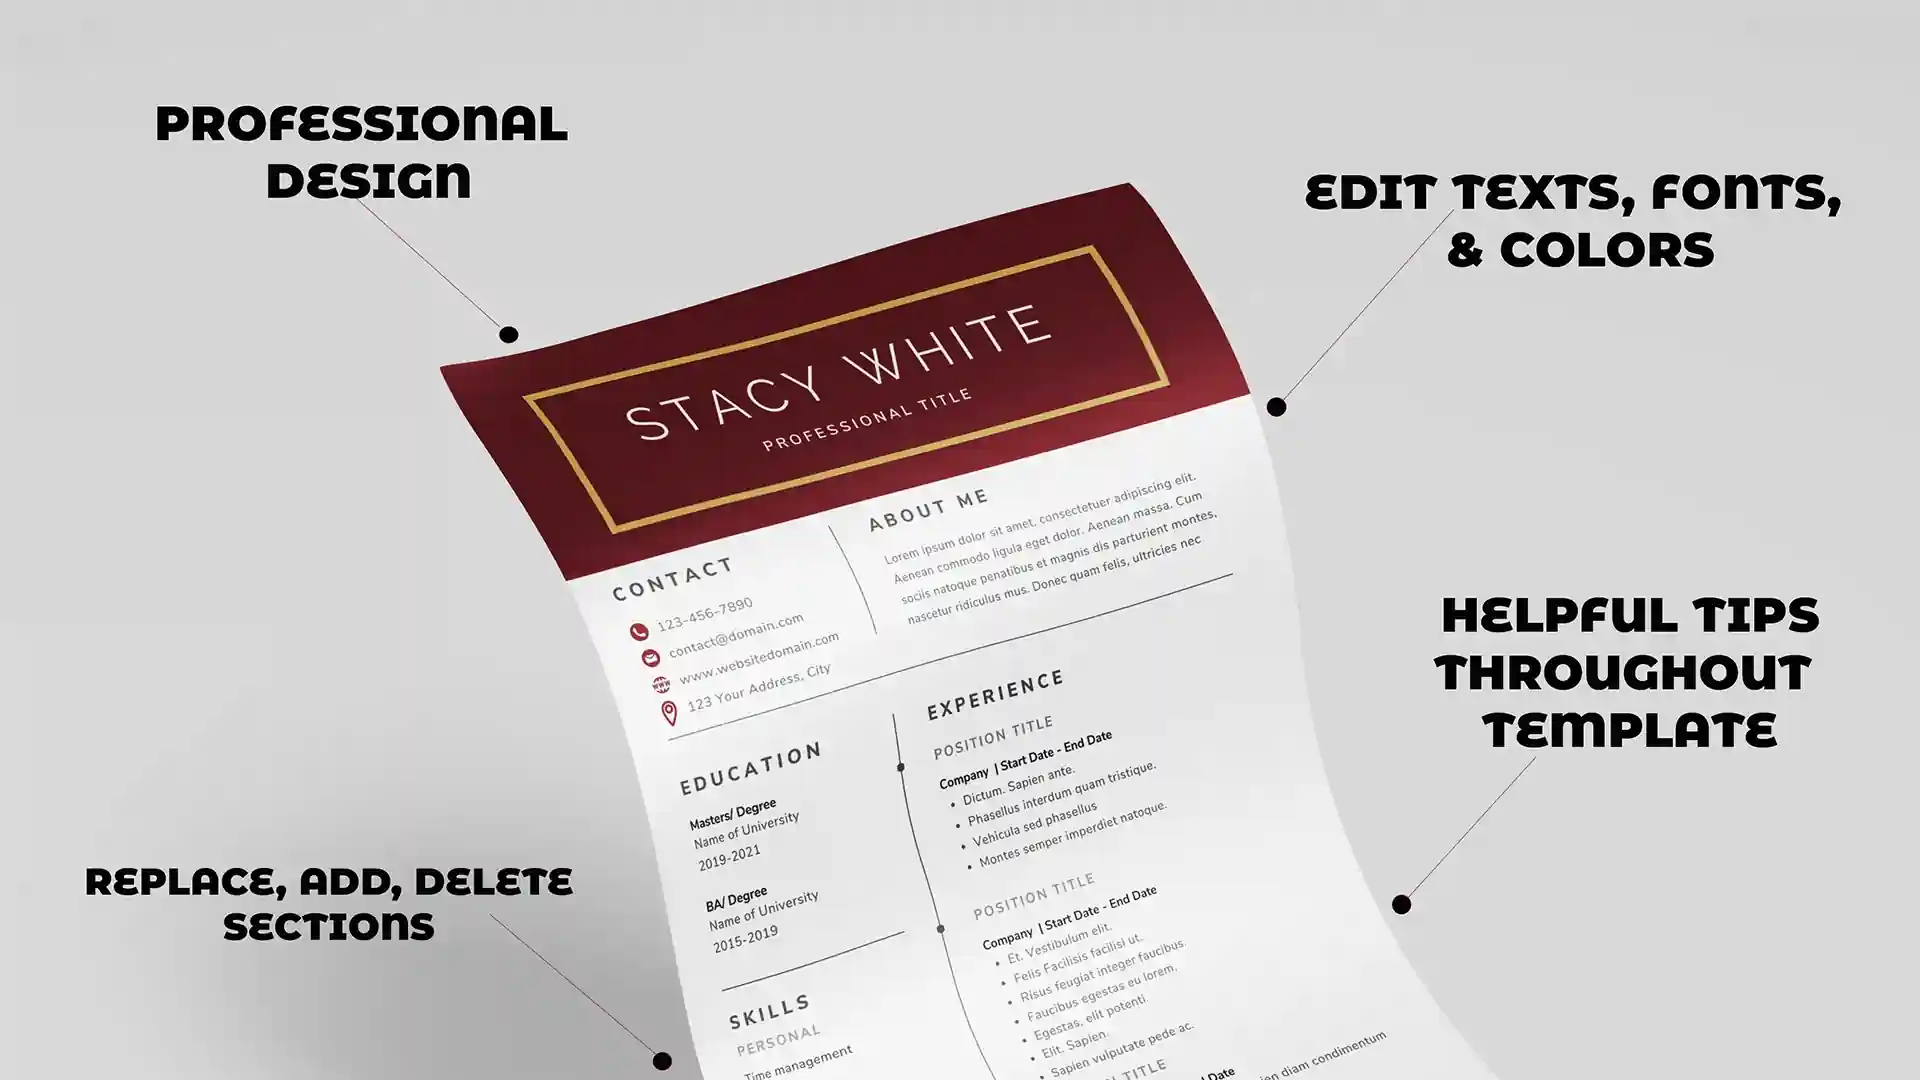 PROFESSIONAL
DESIGN
EDIT TEXTS, FONTS,
& COLORS
HELPFUL TIPS
THROUGHOUT
TEMPLATE
REPLACE, ADD, DELETE
SECTIONS
STACY WHITE
PROFESSIONAL TITLE
CONTACT
123-456-7890
contact@domain.com
www
www.websitedomain.com
123 Your Address, City
ABOUT ME
Lorem ipsum dolor sit amet, consectetuer adipiscing elit.
Aenean commodo ligula eget dolor. Aenean massa. Cum
sociis natoque penatibus et magnis dis parturient montes,
nascetur ridiculus mus. Donec quam felis, ultricies nec
EDUCATION
Masters/ Degree
Name of University
2019-2021
BA/ Degree
Name of University
2015-2019
SKILLS
PERSONAL
Time management
EXPERIENCE
POSITION TITLE
Company | Start Date - End Date
• Dictum. Sapien ante.
• Phasellus interdum quam tristique.
• Vehicula sed phasellus
• Montes semper imperdiet natoque.
POSITION TITLE
Company | Start Date - End Date
• Et. Vestibulum elit.
• Felis Facilisis facilisi ut.
• Risus feugiat integer faucibus.
• Faucibus egestas eu lorem,
• Egestas, elit potenti.
• Elit. Sapien.
• Sapien vulputate pede ac.
TITLE
Date
diam condimentum